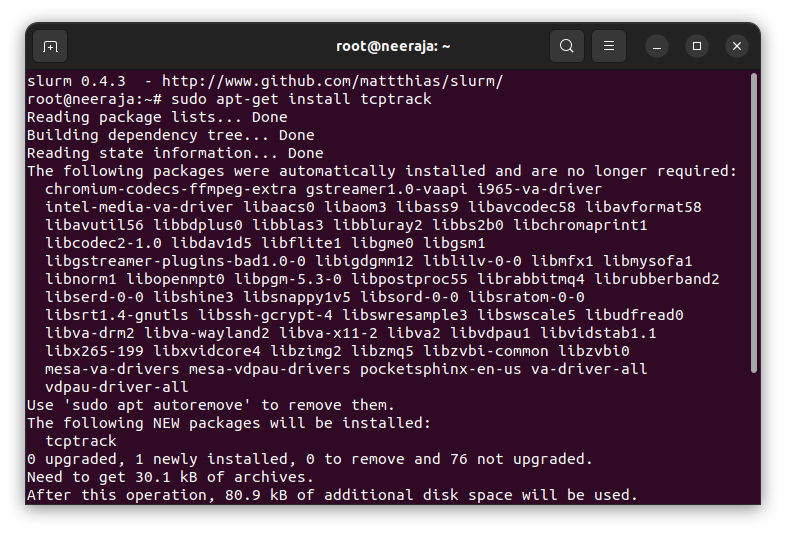 root@neeraja: ~
slurm 0.4.3  - http://www.github.com/mattthias/slurm/
root@neeraja:~# sudo apt-get install tcptrack
Reading package lists... Done
Building dependency tree... Done
Reading state information... Done
The following packages were automatically installed and are no longer required:
  chromium-codecs-ffmpeg-extra gstreamer1.0-vaapi i965-va-driver
  intel-media-va-driver libaacs0 libaom3 libass9 libavcodec58 libavformat58
  libavutil56 libbdplus0 libblas3 libbluray2 libbs2b0 libchromaprint1
  libcodec2-1.0 libdav1d5 libflite1 libgme0 libgsm1
  libgstreamer-plugins-bad1.0-0 libigdgmm12 liblilv-0-0 libmfx1 libmysofa1
  libnorm1 libopenmpt0 libpgm-5.3-0 libpostproc55 librabbitmq4 librubberband2
  libserd-0-0 libshine3 libsnappy1v5 libsord-0-0 libsratom-0-0
  libsrt1.4-gnutls libssh-gcrypt-4 libswresample3 libswscale5 libudfread0
  libva-drm2 libva-wayland2 libva-x11-2 libva2 libvdpau1 libvidstab1.1
  libx265-199 libxvidcore4 libzimg2 libzmq5 libzvbi-common libzvbi0
  mesa-va-drivers mesa-vdpau-drivers pocketsphinx-en-us va-driver-all
  vdpau-driver-all
Use 'sudo apt autoremove' to remove them.
The following NEW packages will be installed:
  tcptrack
0 upgraded, 1 newly installed, 0 to remove and 76 not upgraded.
Need to get 30.1 kB of archives.
After this operation, 80.9 kB of additional disk space will be used.